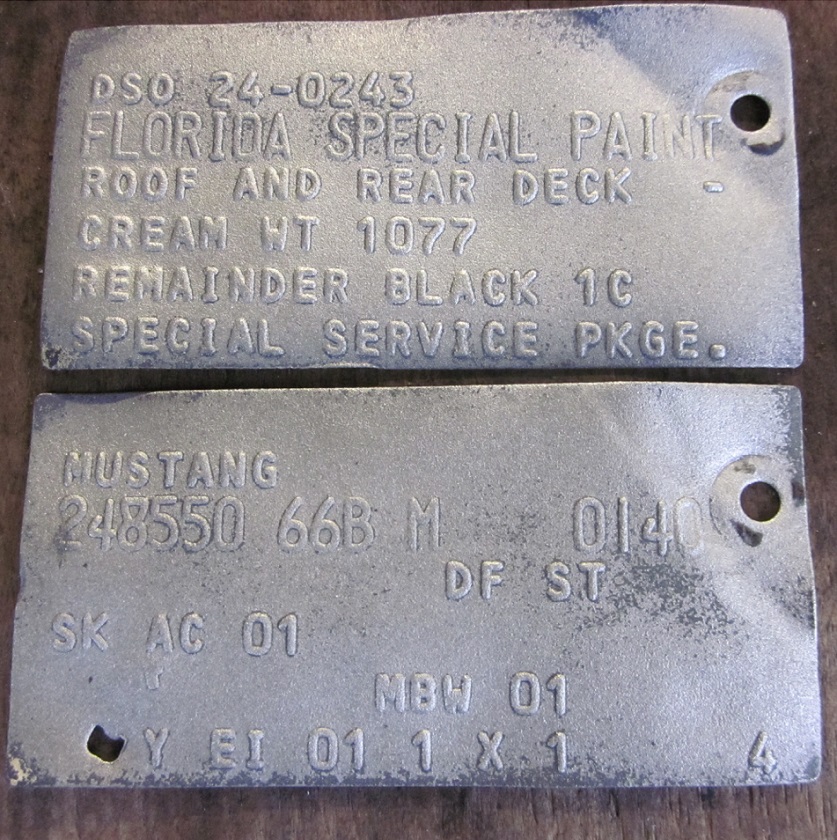 DSO 24-0243
FLORIDA SPECIAL PAINT
ROOF AND REAR DECK -
CREAM WT 1077
REMAINDER BLACK 1C
SPECIAL SERVICE PKGE.
MUSTANG
248550 66B M 0140
DF ST
SK AC 01
MBW 01
Y EI 01 1 X 1 4